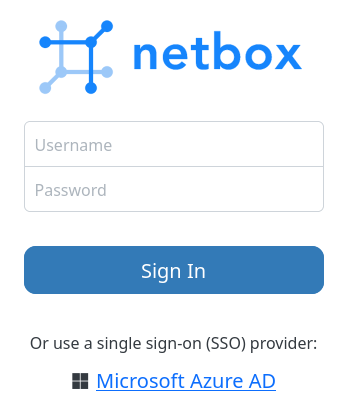 netbox
Username
Password
Sign In
Or use a single sign-on (SSO) provider:
Microsoft Azure AD